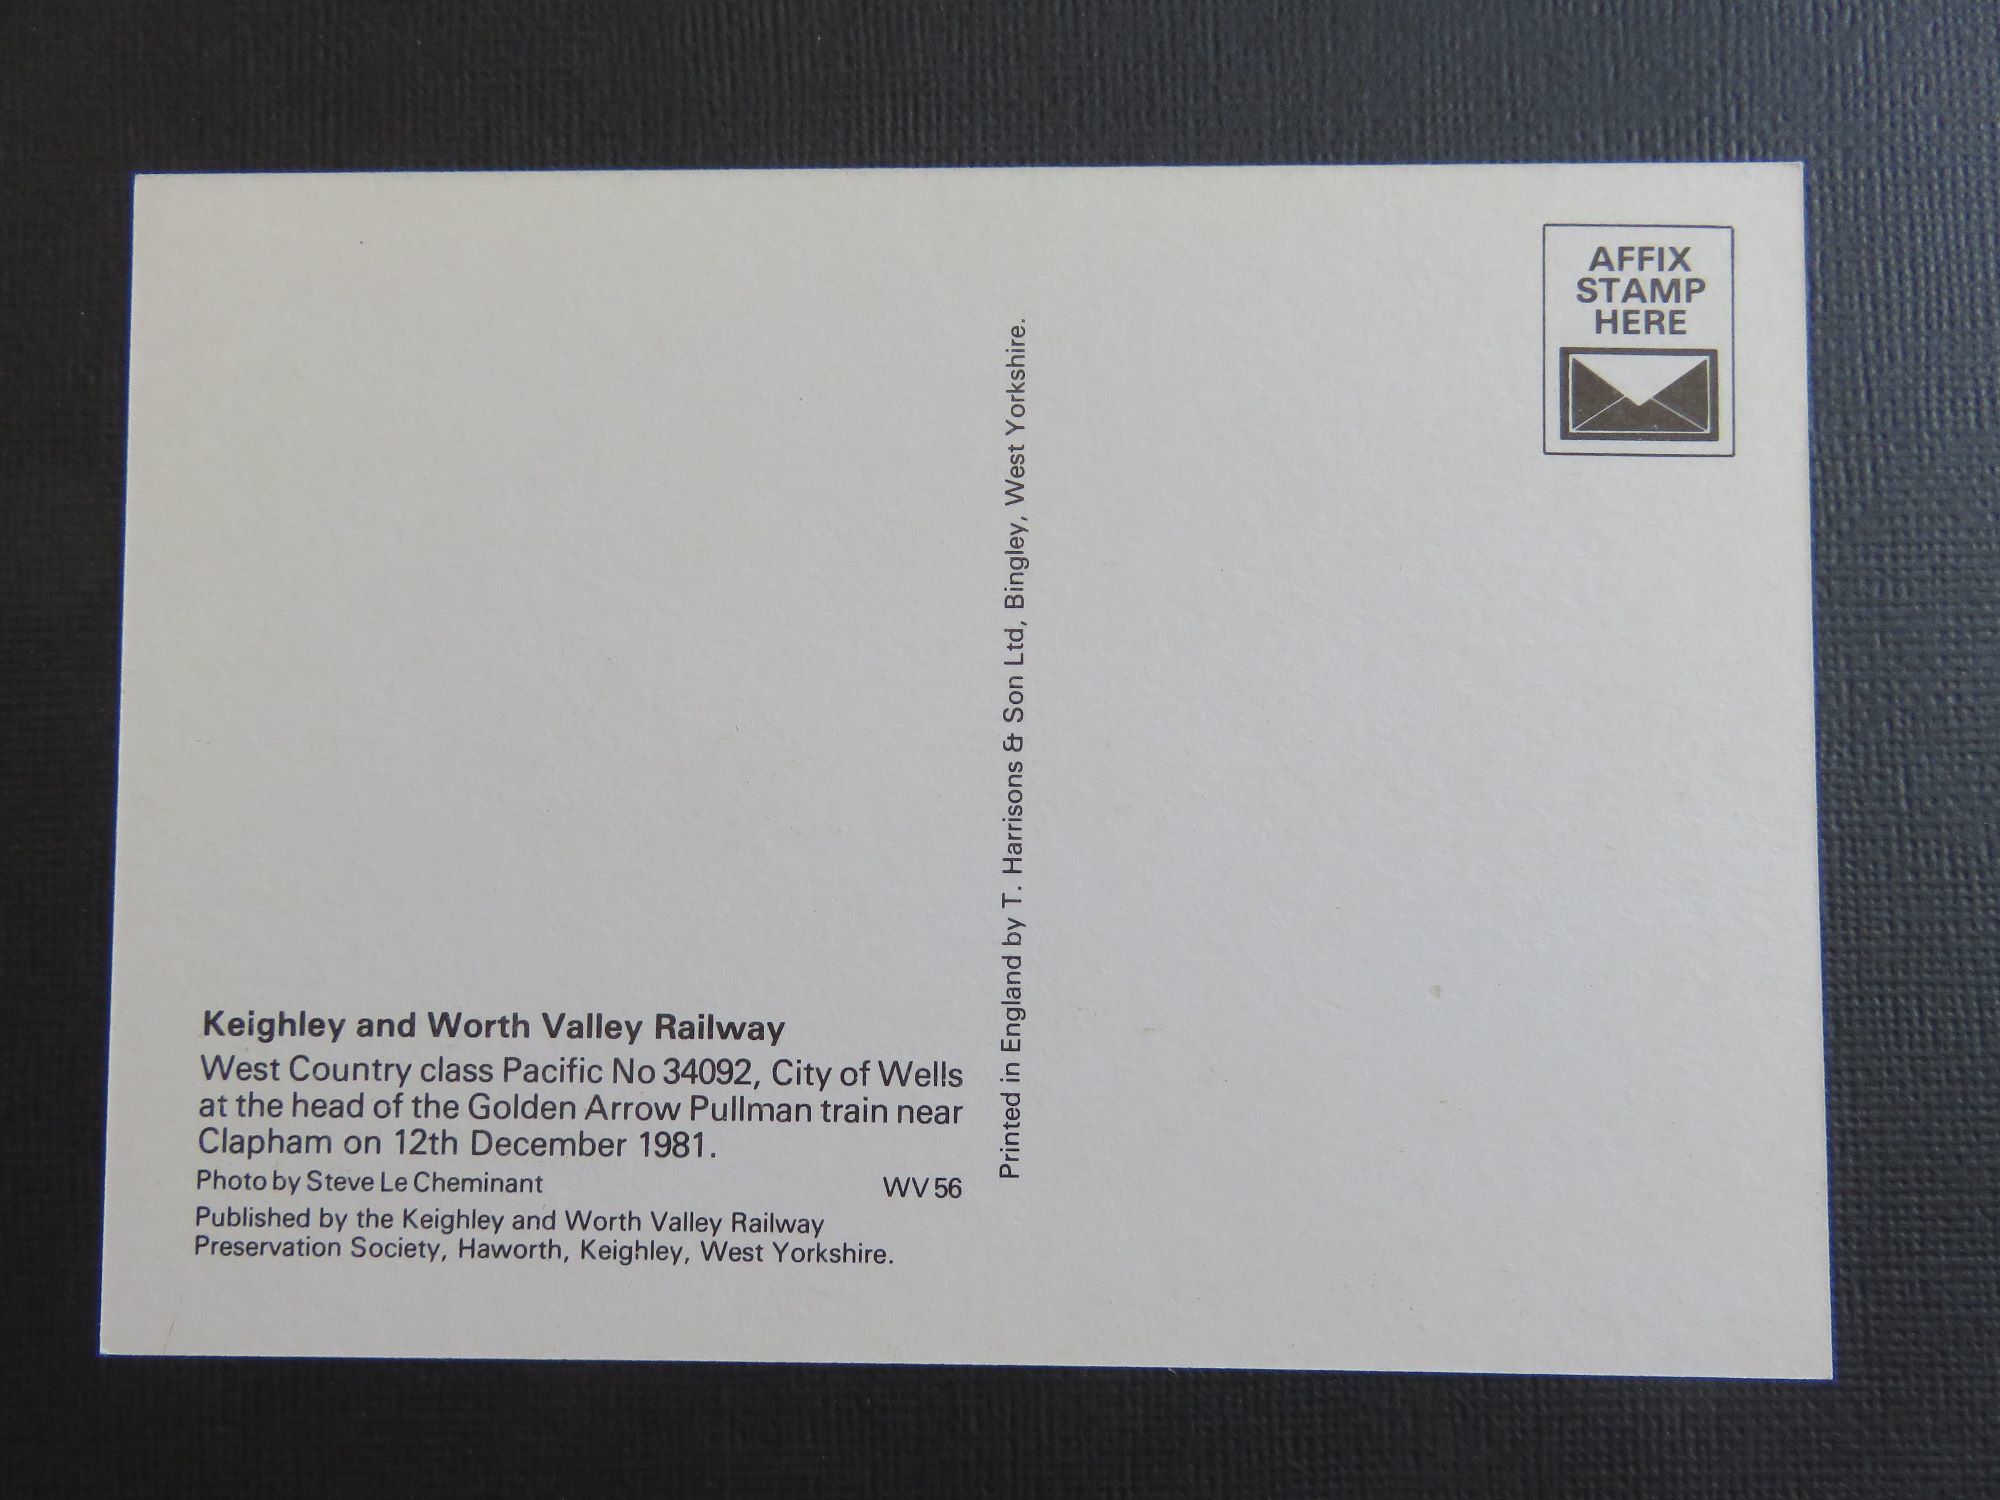 Keighley and Worth Valley Railway
West Country class Pacific No 34092, City of Wells
at the head of the Golden Arrow Pullman train near
Clapham on 12th December 1981.
Photo by Steve Le Cheminant WV 56
Published by the Keighley and Worth Valley Railway
Preservation Society, Haworth, Keighley, West Yorkshire.
Printed in England by T. Harrisons & Son Ltd, Bingley, West Yorkshire.
AFFIX
STAMP
HERE